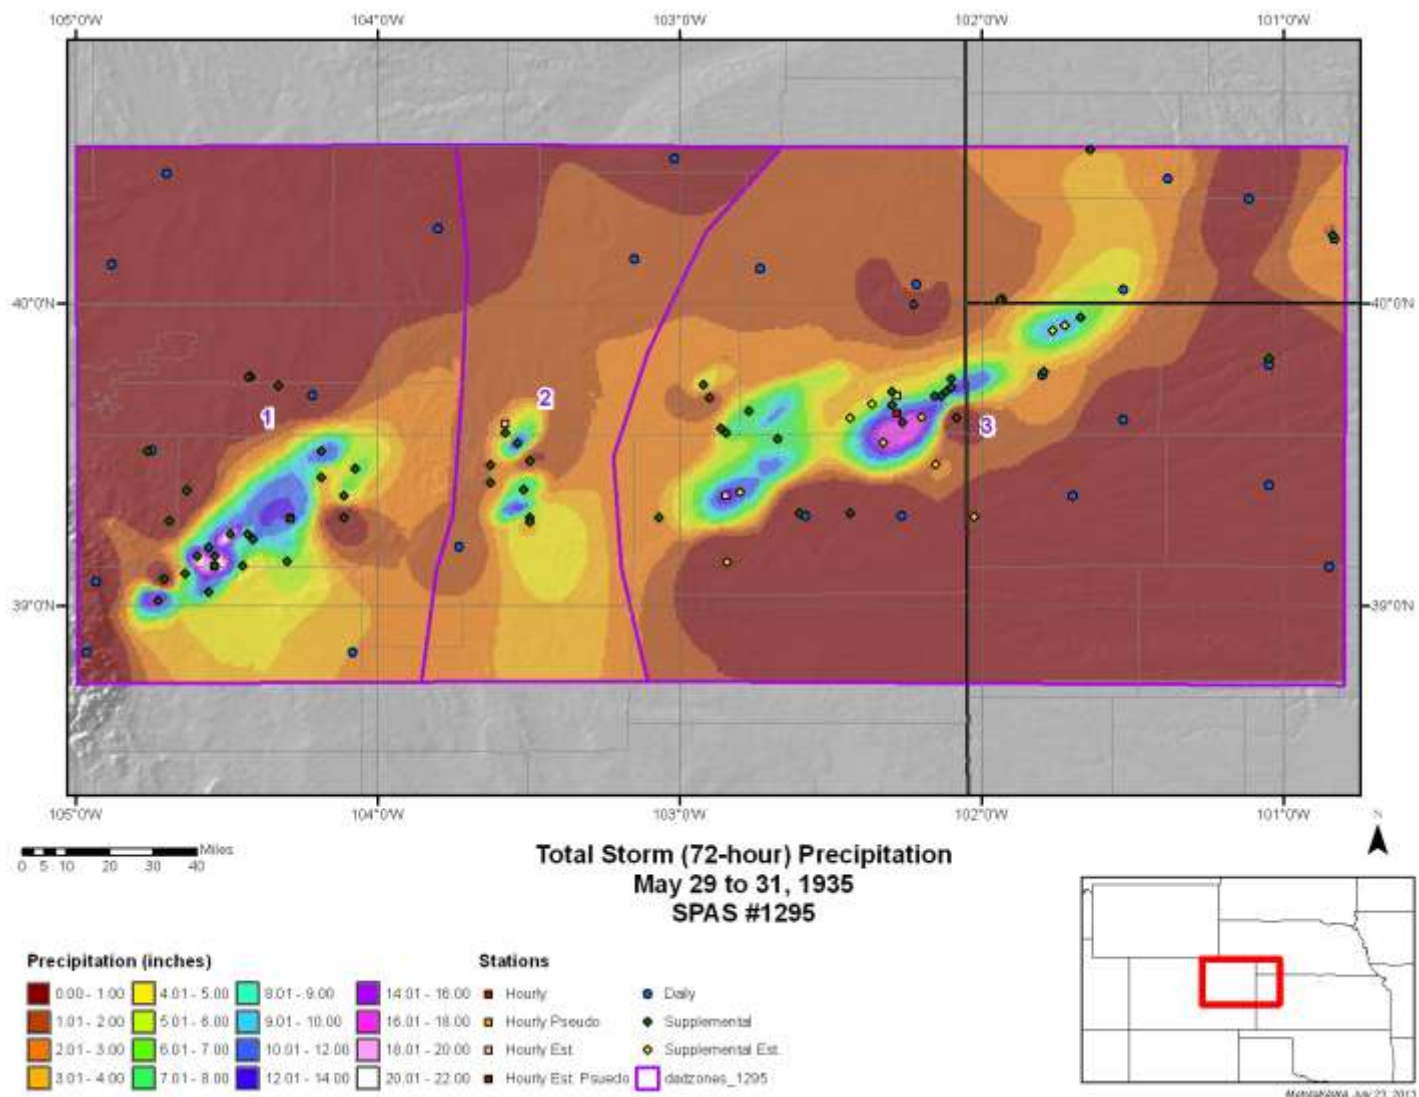 105°0'W 104°0'W 103°0'W 102°0'W 101°0'W
40°0'N 40°0'N
2
1
3
39°0'N 39°0'N
105°0'W 104°0'W 103°0'W 102°0'W 101°0'W
N
Miles
0 5 10 20 30 40
Total Storm (72-hour) Precipitation
May 29 to 31, 1935
SPAS #1295
Precipitation (inches) Stations
0.00 - 1.00 4.01 - 5.00 8.01 - 9.00 14.01 - 16.00 Hourly Daily
1.01 - 2.00 5.01 - 6.00 9.01 - 10.00 16.01 - 18.00 Hourly Pseudo Supplemental
2.01 - 3.00 6.01 - 7.00 10.01 - 12.00 18.01 - 20.00 Hourly Est. Supplemental Est.
3.01 - 4.00 7.01 - 8.00 12.01 - 14.00 20.01 - 22.00 Hourly Est. Psuedo dadzones_1295
July 23, 2013